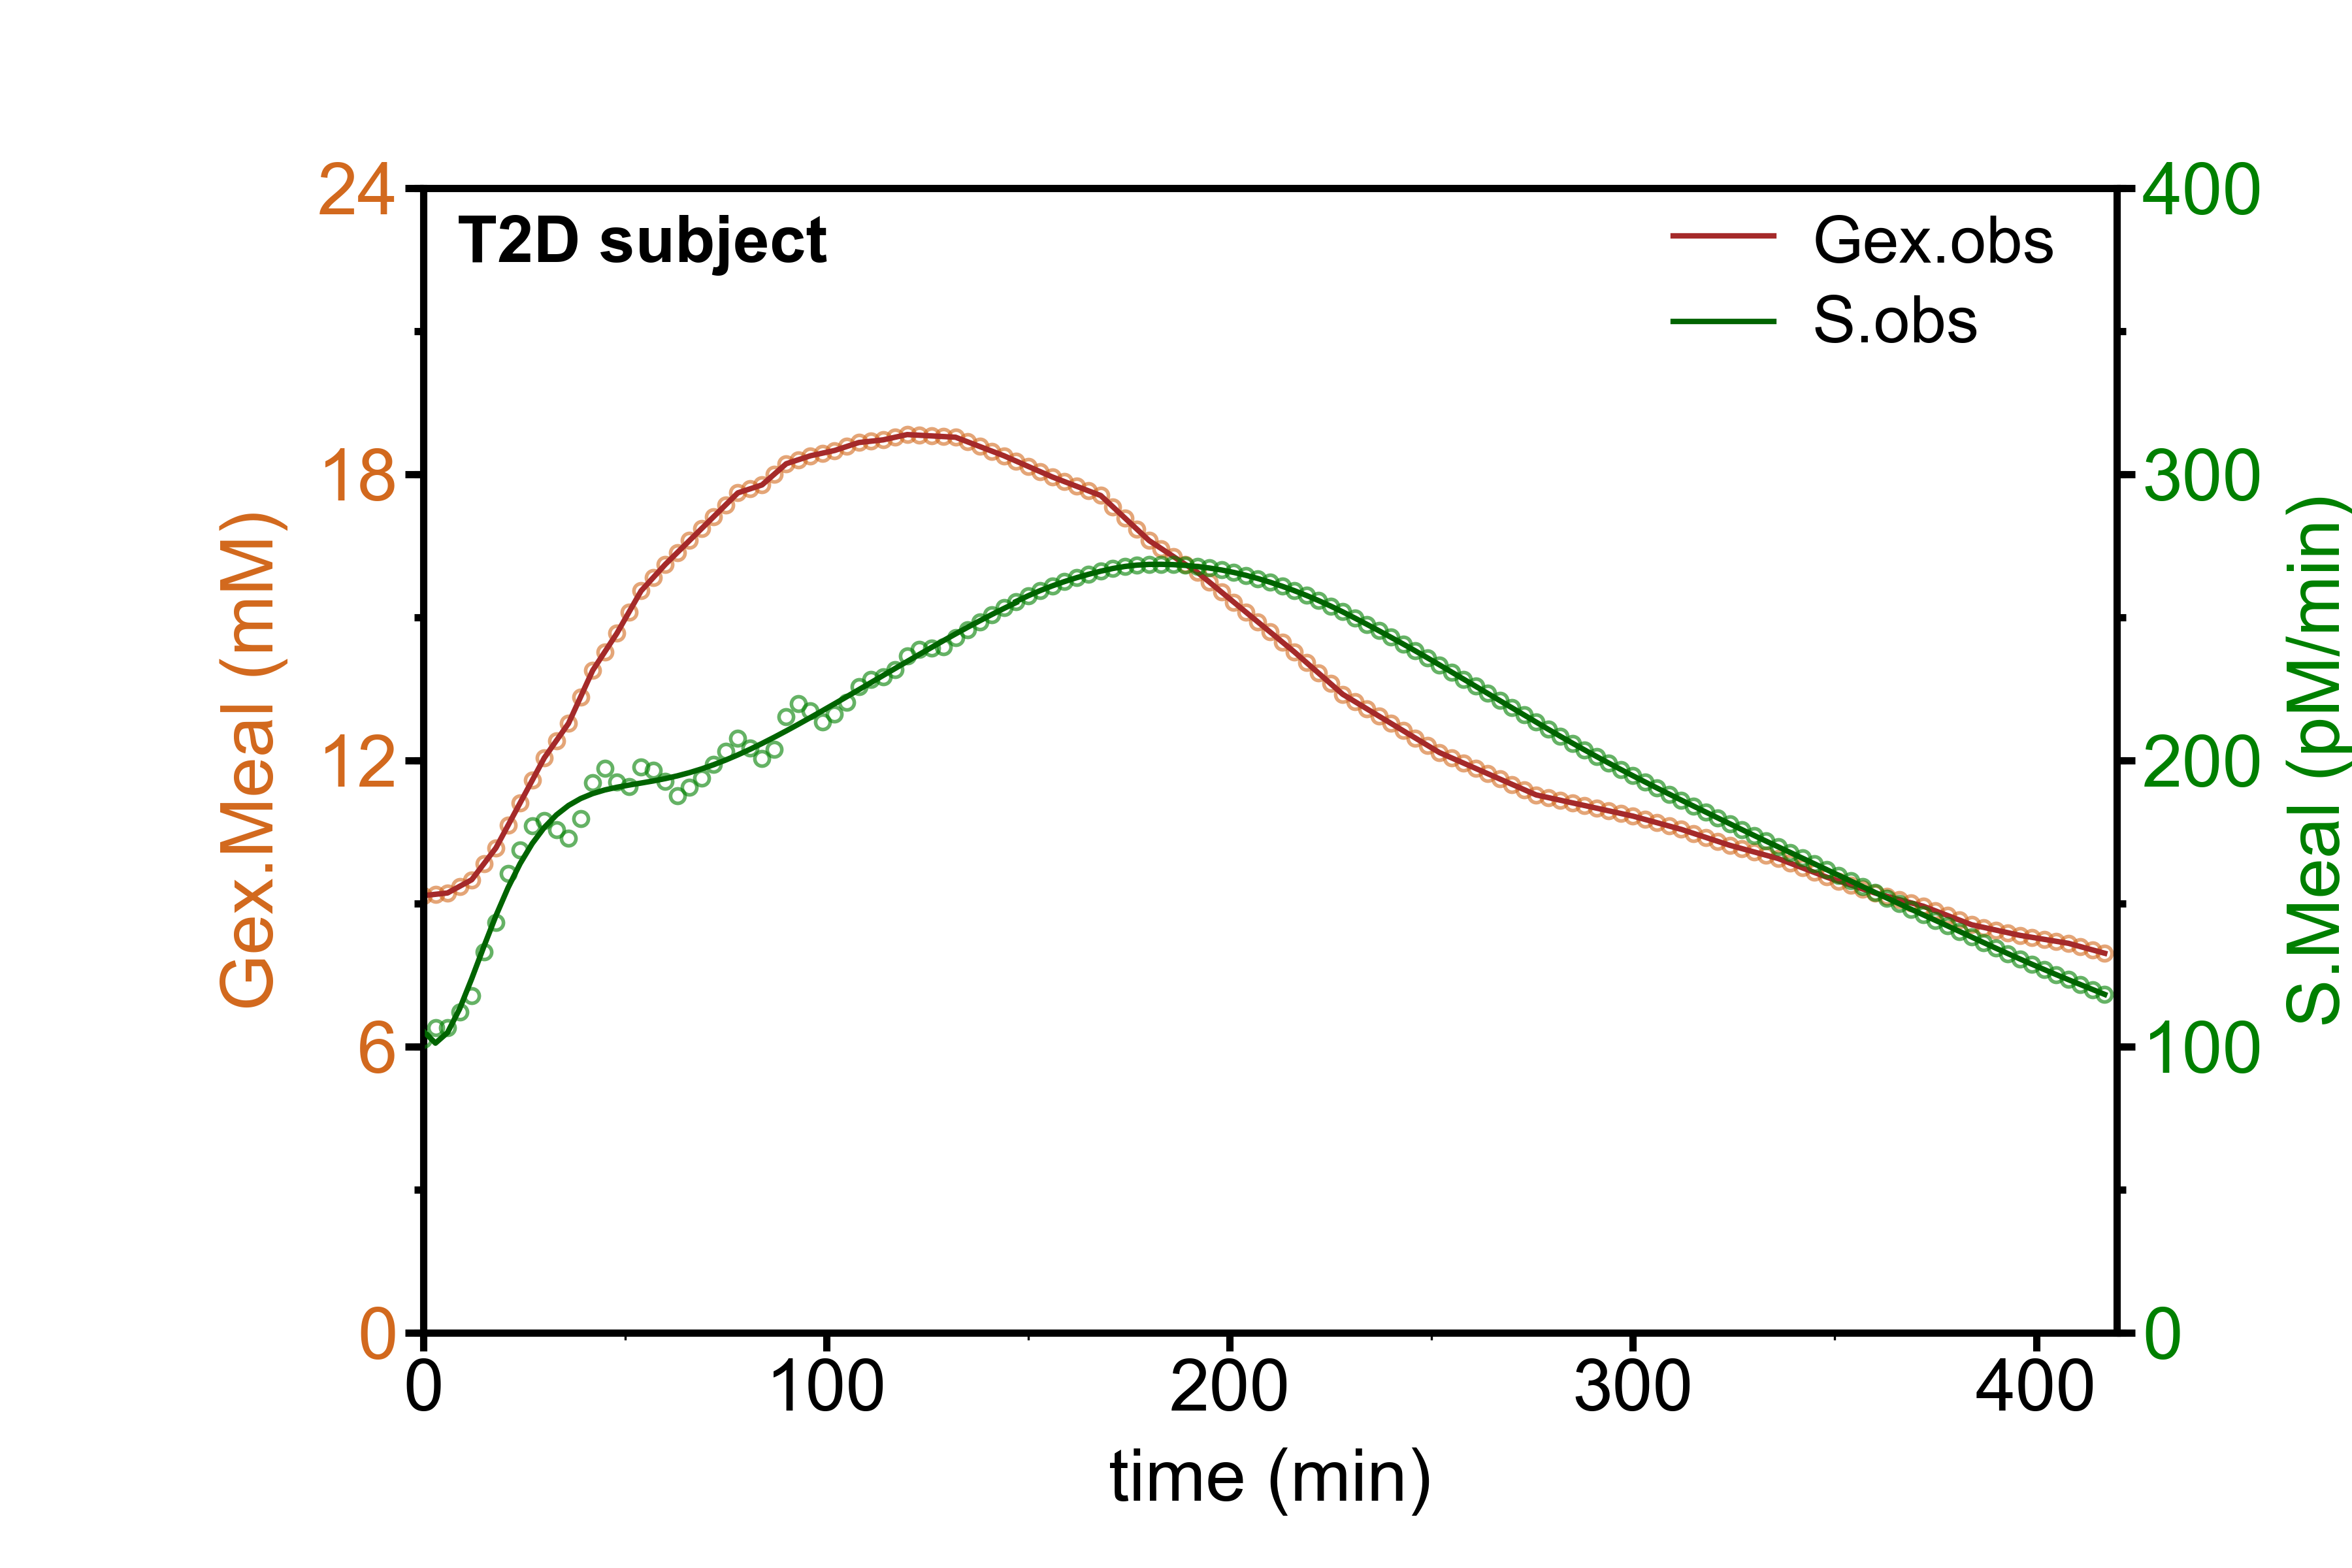 T2D subject
Gex.obs
S.obs
Gex.Meal (mM)
24
18
12
6
0
S.Meal (pM/min)
400
300
200
100
0
0 100 200 300 400
time (min)